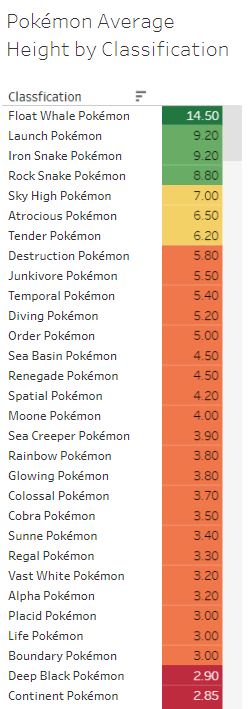 Pokémon Average
Height by Classification
Classfication
Float Whale Pokémon 14.50
Launch Pokémon 9.20
Iron Snake Pokémon 9.20
Rock Snake Pokémon 8.80
Sky High Pokémon 7.00
Atrocious Pokémon 6.50
Tender Pokémon 6.20
Destruction Pokémon 5.80
Junkivore Pokémon 5.50
Temporal Pokémon 5.40
Diving Pokémon 5.20
Order Pokémon 5.00
Sea Basin Pokémon 4.50
Renegade Pokémon 4.50
Spatial Pokémon 4.20
Moone Pokémon 4.00
Sea Creeper Pokémon 3.90
Rainbow Pokémon 3.80
Glowing Pokémon 3.80
Colossal Pokémon 3.70
Cobra Pokémon 3.50
Sunne Pokémon 3.40
Regal Pokémon 3.30
Vast White Pokémon 3.20
Alpha Pokémon 3.20
Placid Pokémon 3.00
Life Pokémon 3.00
Boundary Pokémon 3.00
Deep Black Pokémon 2.90
Continent Pokémon 2.85